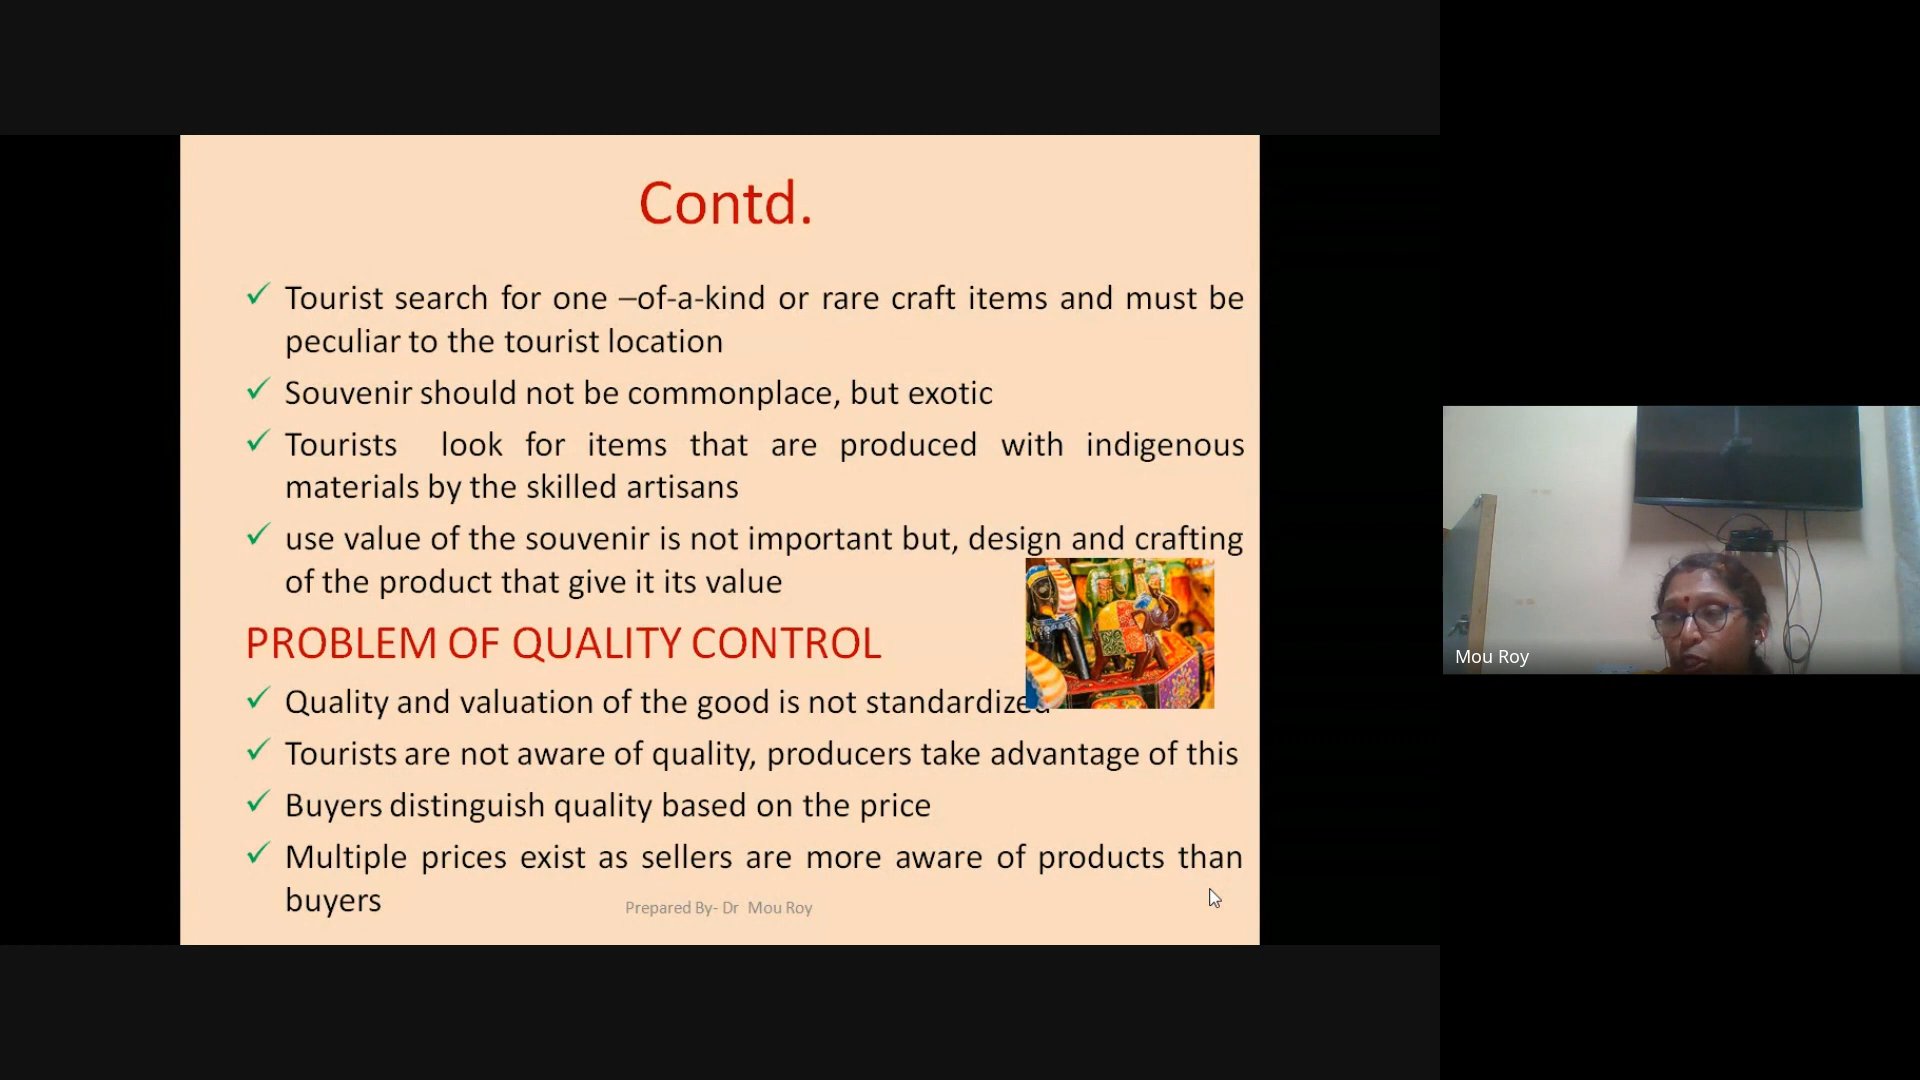 Contd.
✓ Tourist search for one –of-a-kind or rare craft items and must be
peculiar to the tourist location
✓ Souvenir should not be commonplace, but exotic
✓ Tourists look for items that are produced with indigenous
materials by the skilled artisans
✓ use value of the souvenir is not important but, design and crafting
of the product that give it its value
PROBLEM OF QUALITY CONTROL
✓ Quality and valuation of the good is not standardized
✓ Tourists are not aware of quality, producers take advantage of this
✓ Buyers distinguish quality based on the price
✓ Multiple prices exist as sellers are more aware of products than
buyers
Prepared By- Dr Mou Roy
Mou Roy